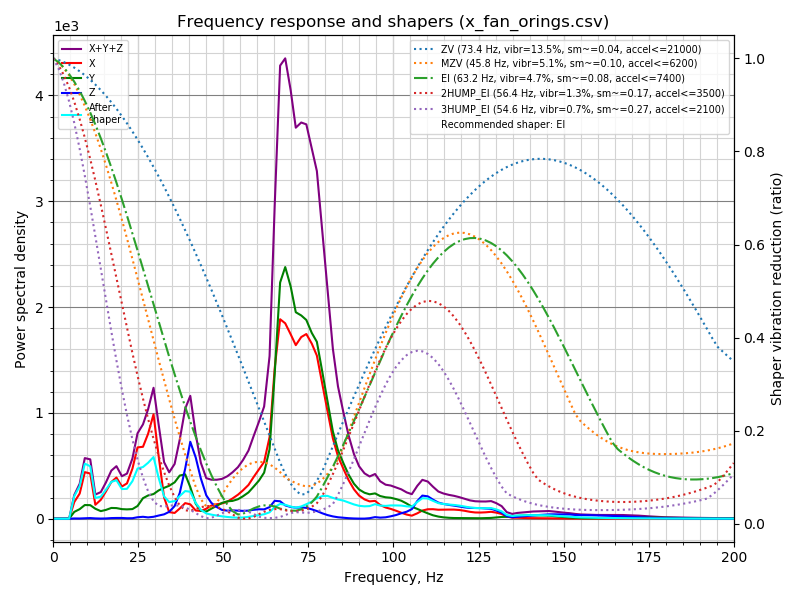 Frequency response and shapers (x_fan_orings.csv)
1e3
X+Y+Z
X
Y
Z
After
shaper
ZV (73.4 Hz, vibr=13.5%, sm~=0.04, accel<=21000)
MZV (45.8 Hz, vibr=5.1%, sm~=0.10, accel<=6200)
EI (63.2 Hz, vibr=4.7%, sm~=0.08, accel<=7400)
2HUMP_EI (56.4 Hz, vibr=1.3%, sm~=0.17, accel<=3500)
3HUMP_EI (54.6 Hz, vibr=0.7%, sm~=0.27, accel<=2100)
Recommended shaper: EI
Power spectral density
4
3
2
1
0
1.0
0.8
0.6
0.4
0.2
0.0
Shaper vibration reduction (ratio)
0 25 50 75 100 125 150 175 200
Frequency, Hz